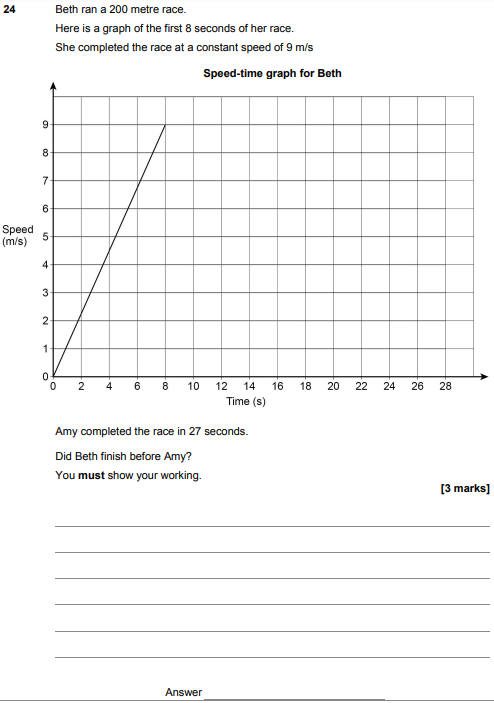 24 Beth ran a 200 metre race.
Here is a graph of the first 8 seconds of her race.
She completed the race at a constant speed of 9 m/s
Speed-time graph for Beth
9
8
7
6
Speed
(m/s)
5
4
3
2
1
0
0 2 4 6 8 10 12 14 16 18 20 22 24 26 28
Time (s)
Amy completed the race in 27 seconds.
Did Beth finish before Amy?
You must show your working.
[3 marks]
Answer